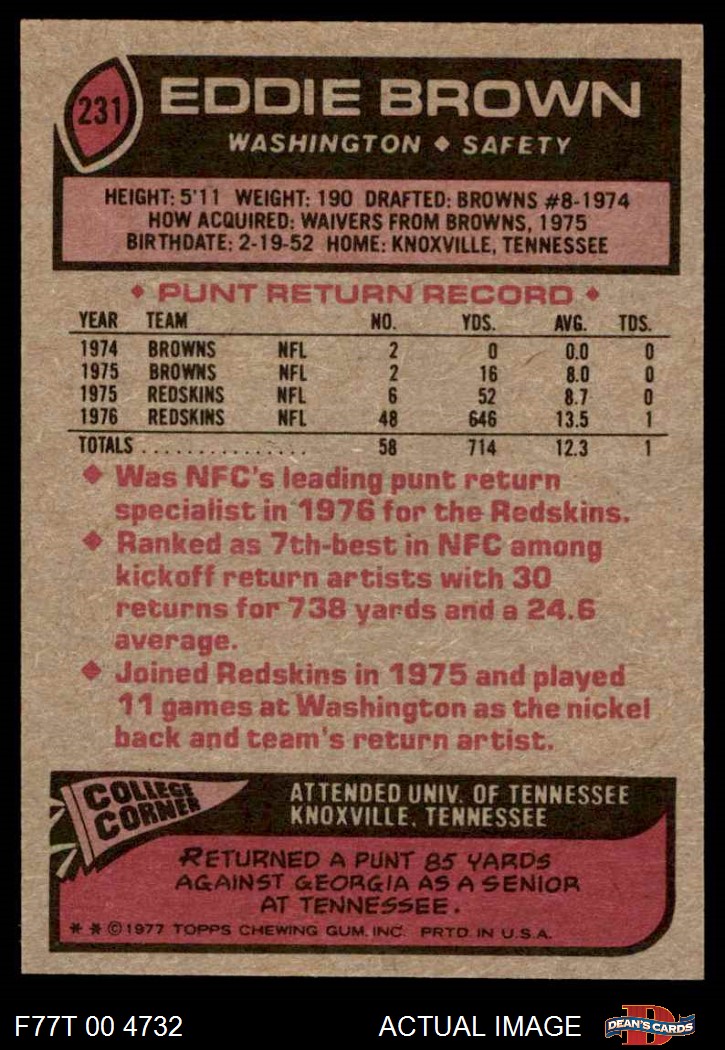 231
EDDIE BROWN
WASHINGTON ◆ SAFETY
HEIGHT: 5'11 WEIGHT: 190 DRAFTED: BROWNS #8-1974
HOW ACQUIRED: WAIVERS FROM BROWNS, 1975
BIRTHDATE: 2-19-52 HOME: KNOXVILLE, TENNESSEE
◆ PUNT RETURN RECORD ◆
YEAR TEAM NO. YDS. AVG. TDS.
1974 BROWNS NFL 2 0 0.0 0
1975 BROWNS NFL 2 16 8.0 0
1975 REDSKINS NFL 6 52 8.7 0
1976 REDSKINS NFL 48 646 13.5 1
TOTALS . . . . . . . . . . . . . . . 58 714 12.3 1
◆ Was NFC's leading punt return
specialist in 1976 for the Redskins.
◆ Ranked as 7th-best in NFC among
kickoff return artists with 30
returns for 738 yards and a 24.6
average.
◆ Joined Redskins in 1975 and played
11 games at Washington as the nickel
back and team's return artist.
COLLEGE
CORNER
ATTENDED UNIV. OF TENNESSEE
KNOXVILLE, TENNESSEE
RETURNED A PUNT 85 YARDS
AGAINST GEORGIA AS A SENIOR
AT TENNESSEE.
* * © 1977 TOPPS CHEWING GUM, INC. PRTD. IN U.S.A.
F77T 00 4732 ACTUAL IMAGE
D
DEAN'S CARDS